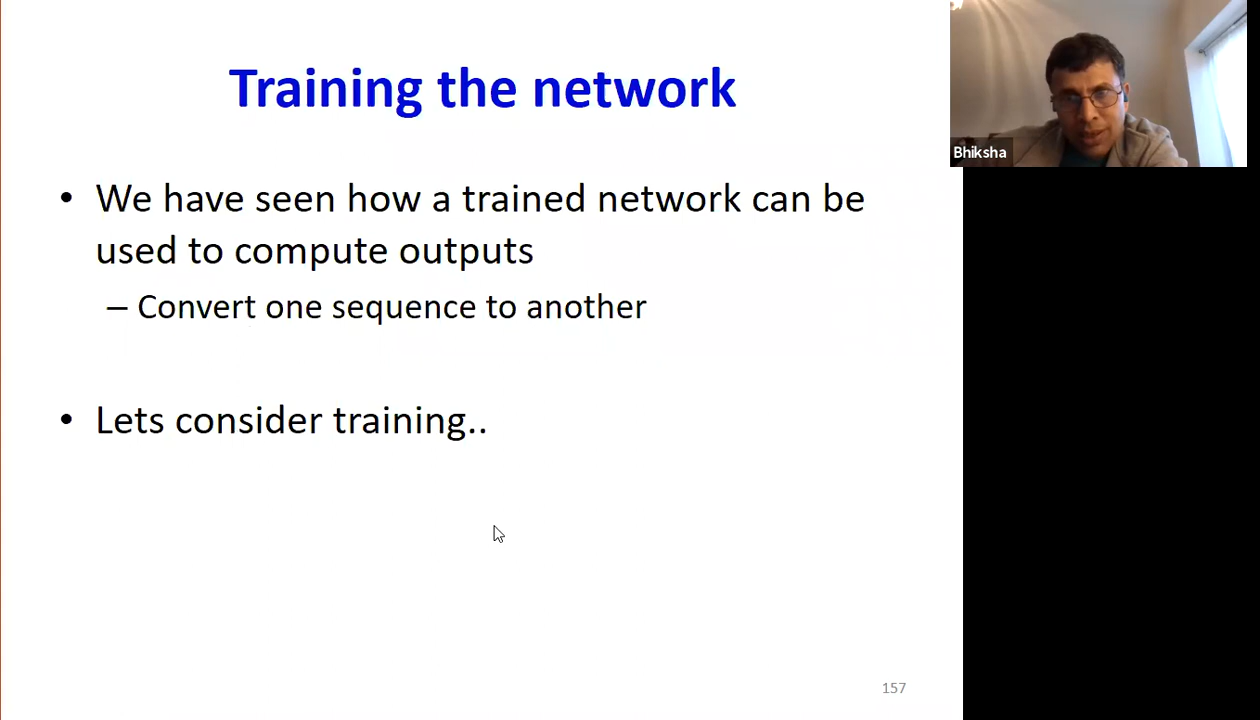 Training the network
Bhiksha
• We have seen how a trained network can be
used to compute outputs
– Convert one sequence to another
• Lets consider training..
157